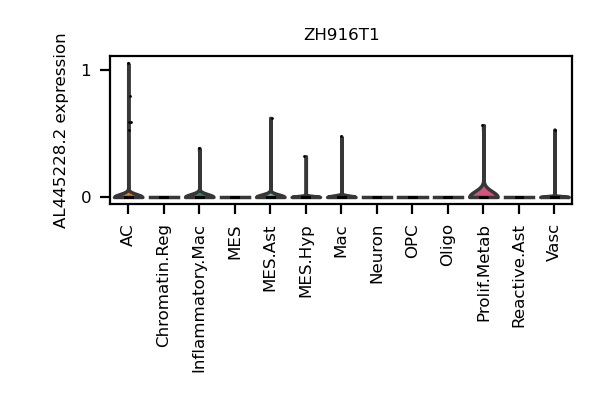 ZH916T1
AL445228.2 expression
1
0
AC
Chromatin.Reg
Inflammatory.Mac
MES
MES.Ast
MES.Hyp
Mac
Neuron
OPC
Oligo
Prolif.Metab
Reactive.Ast
Vasc